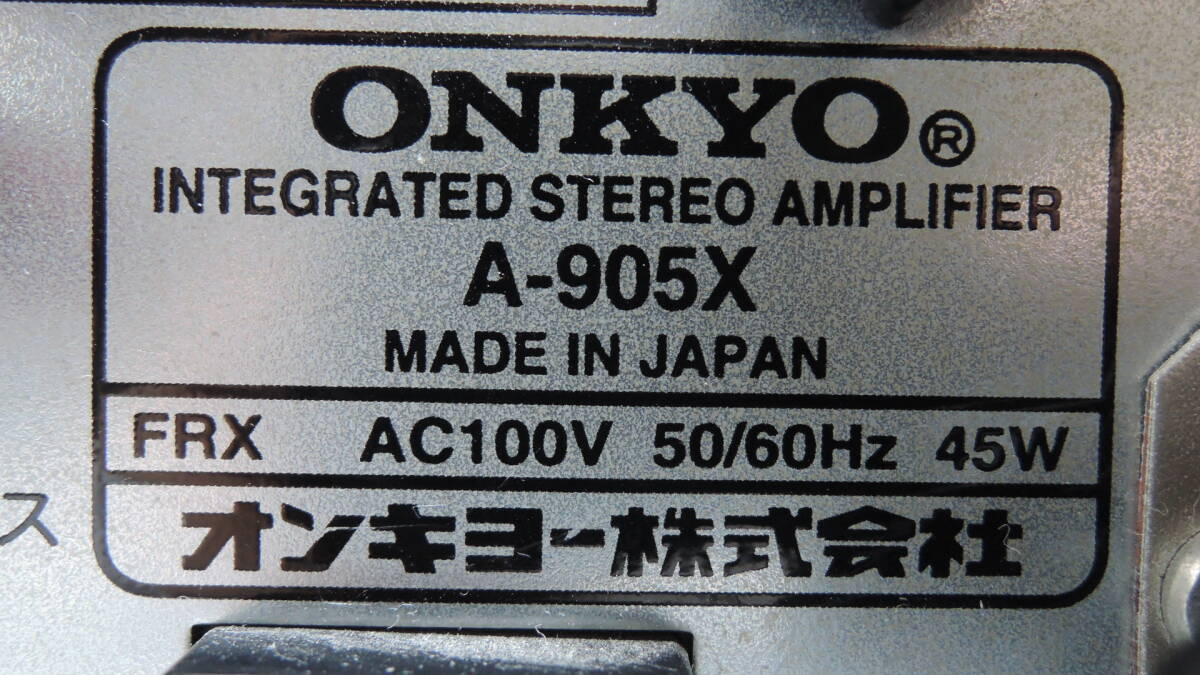 ONKYO®
INTEGRATED STEREO AMPLIFIER
A-905X
MADE IN JAPAN
FRX AC100V 50/60Hz 45W
ス
オンキヨー株式会社